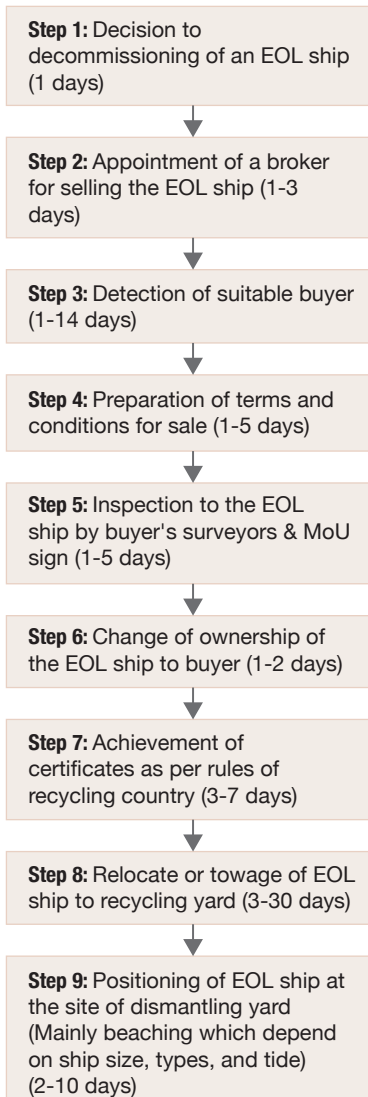 Step 1: Decision to
decommissioning of an EOL ship
(1 days)
Step 2: Appointment of a broker
for selling the EOL ship (1-3
days)
Step 3: Detection of suitable buyer
(1-14 days)
Step 4: Preparation of terms and
conditions for sale (1-5 days)
Step 5: Inspection to the EOL
ship by buyer's surveyors & MoU
sign (1-5 days)
Step 6: Change of ownership of
the EOL ship to buyer (1-2 days)
Step 7: Achievement of
certificates as per rules of
recycling country (3-7 days)
Step 8: Relocate or towage of EOL
ship to recycling yard (3-30 days)
Step 9: Positioning of EOL ship at
the site of dismantling yard
(Mainly beaching which depend
on ship size, types, and tide)
(2-10 days)